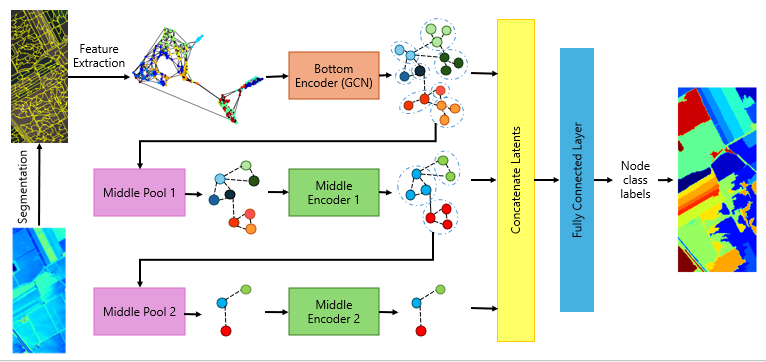 Feature
Extraction
Bottom
Encoder (GCN)
Segmentation
Middle Pool 1
Middle
Encoder 1
Middle Pool 2
Middle
Encoder 2
Concatenate Latents
Fully Connected Layer
Node
class
labels